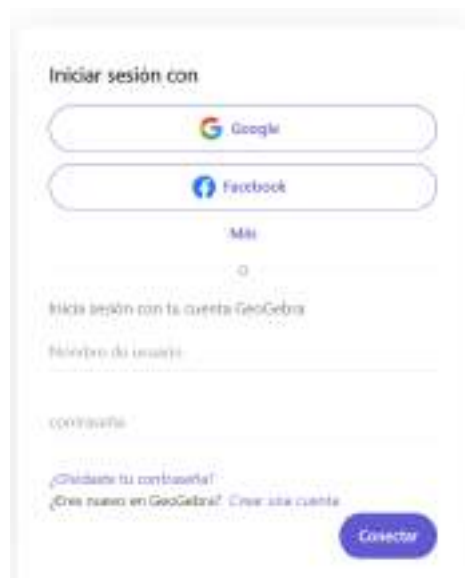 Iniciar sesión con
Google
Facebook
Más
O
Inicia sesión con tu cuenta GeoGebra
Nombre de usuario
contraseña
¿Olvidaste tu contraseña?
¿Eres nuevo en GeoGebra? Crear una cuenta
Conectar